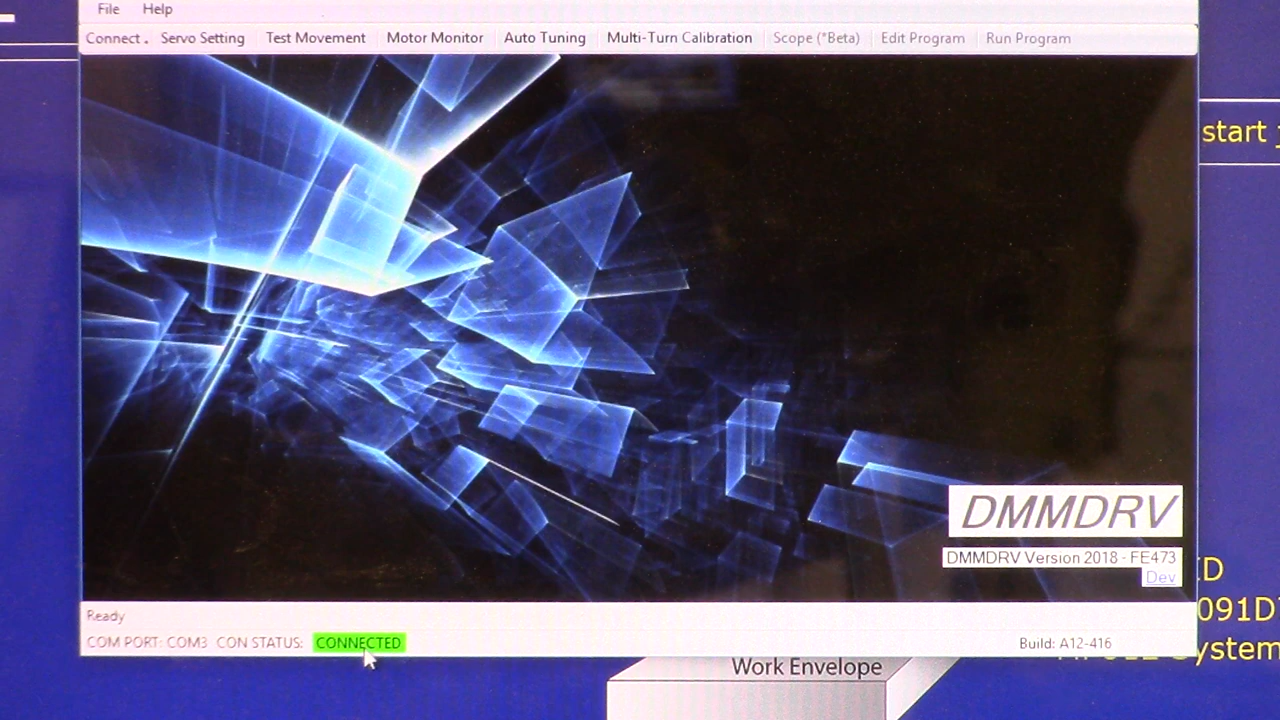 File Help
Connect . Servo Setting Test Movement Motor Monitor Auto Tuning Multi-Turn Calibration Scope (*Beta) Edit Program Run Program
start
DMMDRV
DMMDRV Version 2018 - FE473
Dev
Ready
COM PORT: COM3 CON STATUS: CONNECTED
Build: A12-416
Work Envelope